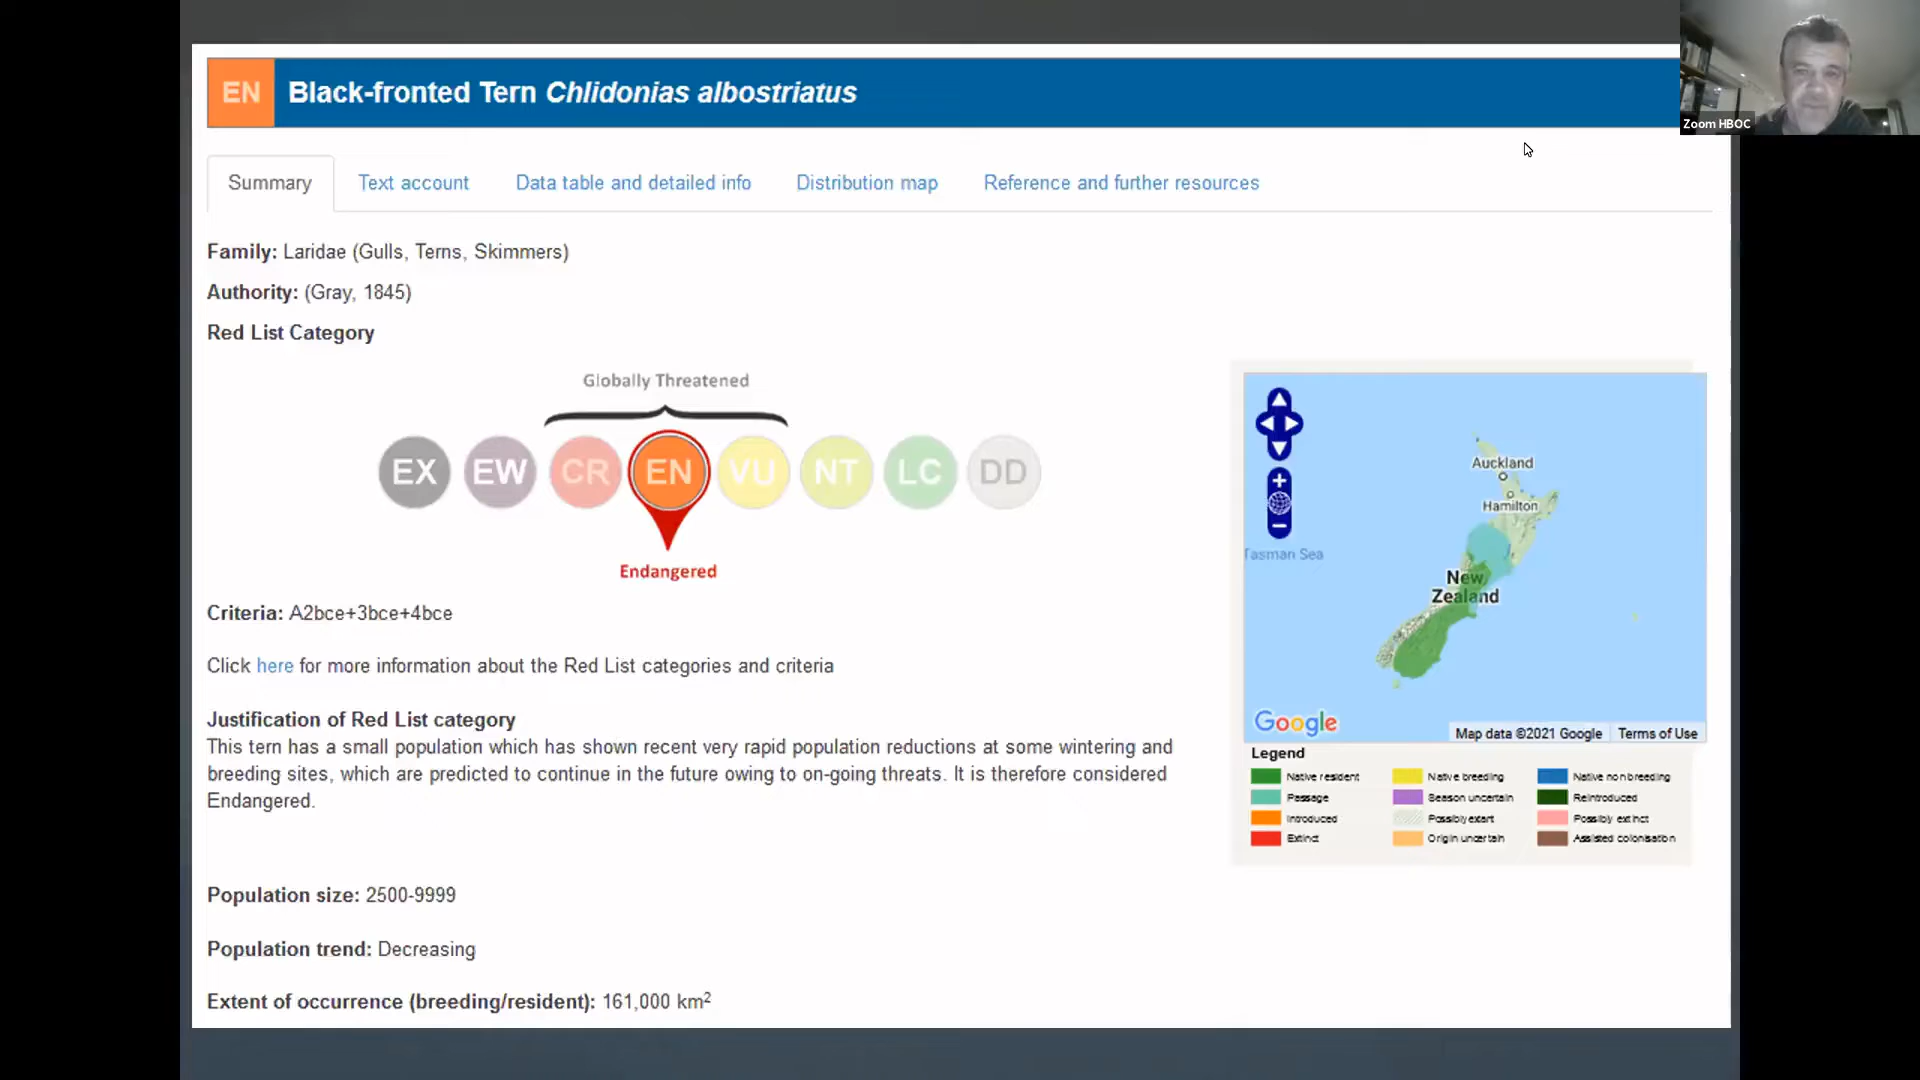 Zoom HBOC
EN Black-fronted Tern Chlidonias albostriatus
Summary Text account Data table and detailed info Distribution map Reference and further resources
Family: Laridae (Gulls, Terns, Skimmers)
Authority: (Gray, 1845)
Red List Category
Globally Threatened
EX EW CR EN VU NT LC DD
Endangered
Criteria: A2bce+3bce+4bce
Click here for more information about the Red List categories and criteria
Justification of Red List category
This tern has a small population which has shown recent very rapid population reductions at some wintering and
breeding sites, which are predicted to continue in the future owing to on-going threats. It is therefore considered
Endangered.
Population size: 2500-9999
Population trend: Decreasing
Extent of occurrence (breeding/resident): 161,000 km²
Auckland
Hamilton
Tasman Sea
New
Zealand
Google
Map data ©2021 Google Terms of Use
Legend
Native resident Native breeding Native non breeding
Passage Season uncertain Reintroduced
Introduced Possibly extant Possibly extinct
Extinct Origin uncertain Assisted colonisation